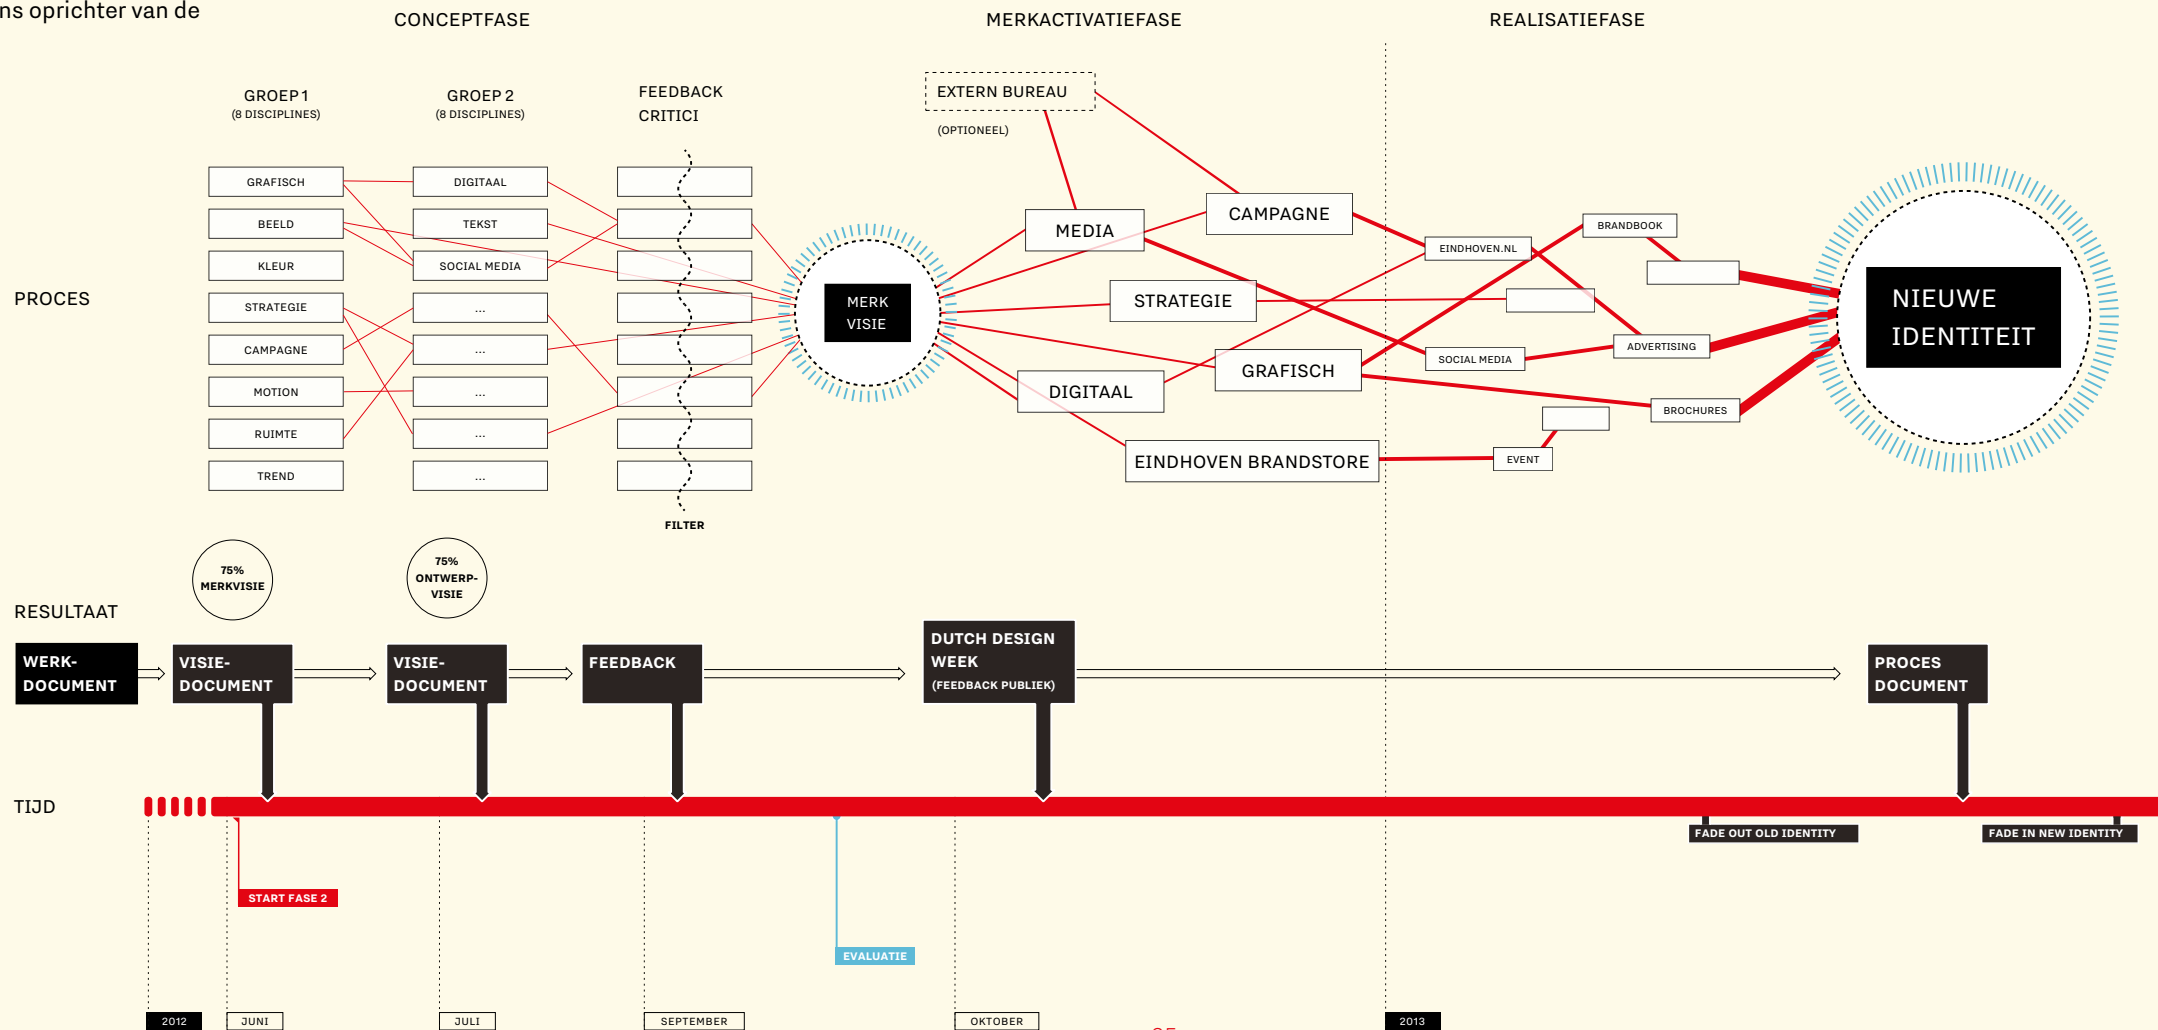 ns oprichter van de
CONCEPTFASE
MERKACTIVATIEFASE
REALISATIEFASE
GROEP 1
(8 DISCIPLINES)
GROEP 2
(8 DISCIPLINES)
FEEDBACK
CRITICI
EXTERN BUREAU
(OPTIONEEL)
PROCES
GRAFISCH
BEELD
KLEUR
STRATEGIE
CAMPAGNE
MOTION
RUIMTE
TREND
DIGITAAL
TEKST
SOCIAL MEDIA
...
...
...
...
...
FILTER
MERK
VISIE
MEDIA
CAMPAGNE
STRATEGIE
GRAFISCH
DIGITAAL
EINDHOVEN BRANDSTORE
EINDHOVEN.NL
BRANDBOOK
SOCIAL MEDIA
ADVERTISING
BROCHURES
EVENT
NIEUWE
IDENTITEIT
75%
MERKVISIE
75%
ONTWERP-
VISIE
RESULTAAT
WERK-
DOCUMENT
VISIE-
DOCUMENT
VISIE-
DOCUMENT
FEEDBACK
DUTCH DESIGN
WEEK
(FEEDBACK PUBLIEK)
PROCES
DOCUMENT
TIJD
FADE OUT OLD IDENTITY
FADE IN NEW IDENTITY
START FASE 2
EVALUATIE
2012
JUNI
JULI
SEPTEMBER
OKTOBER
2013